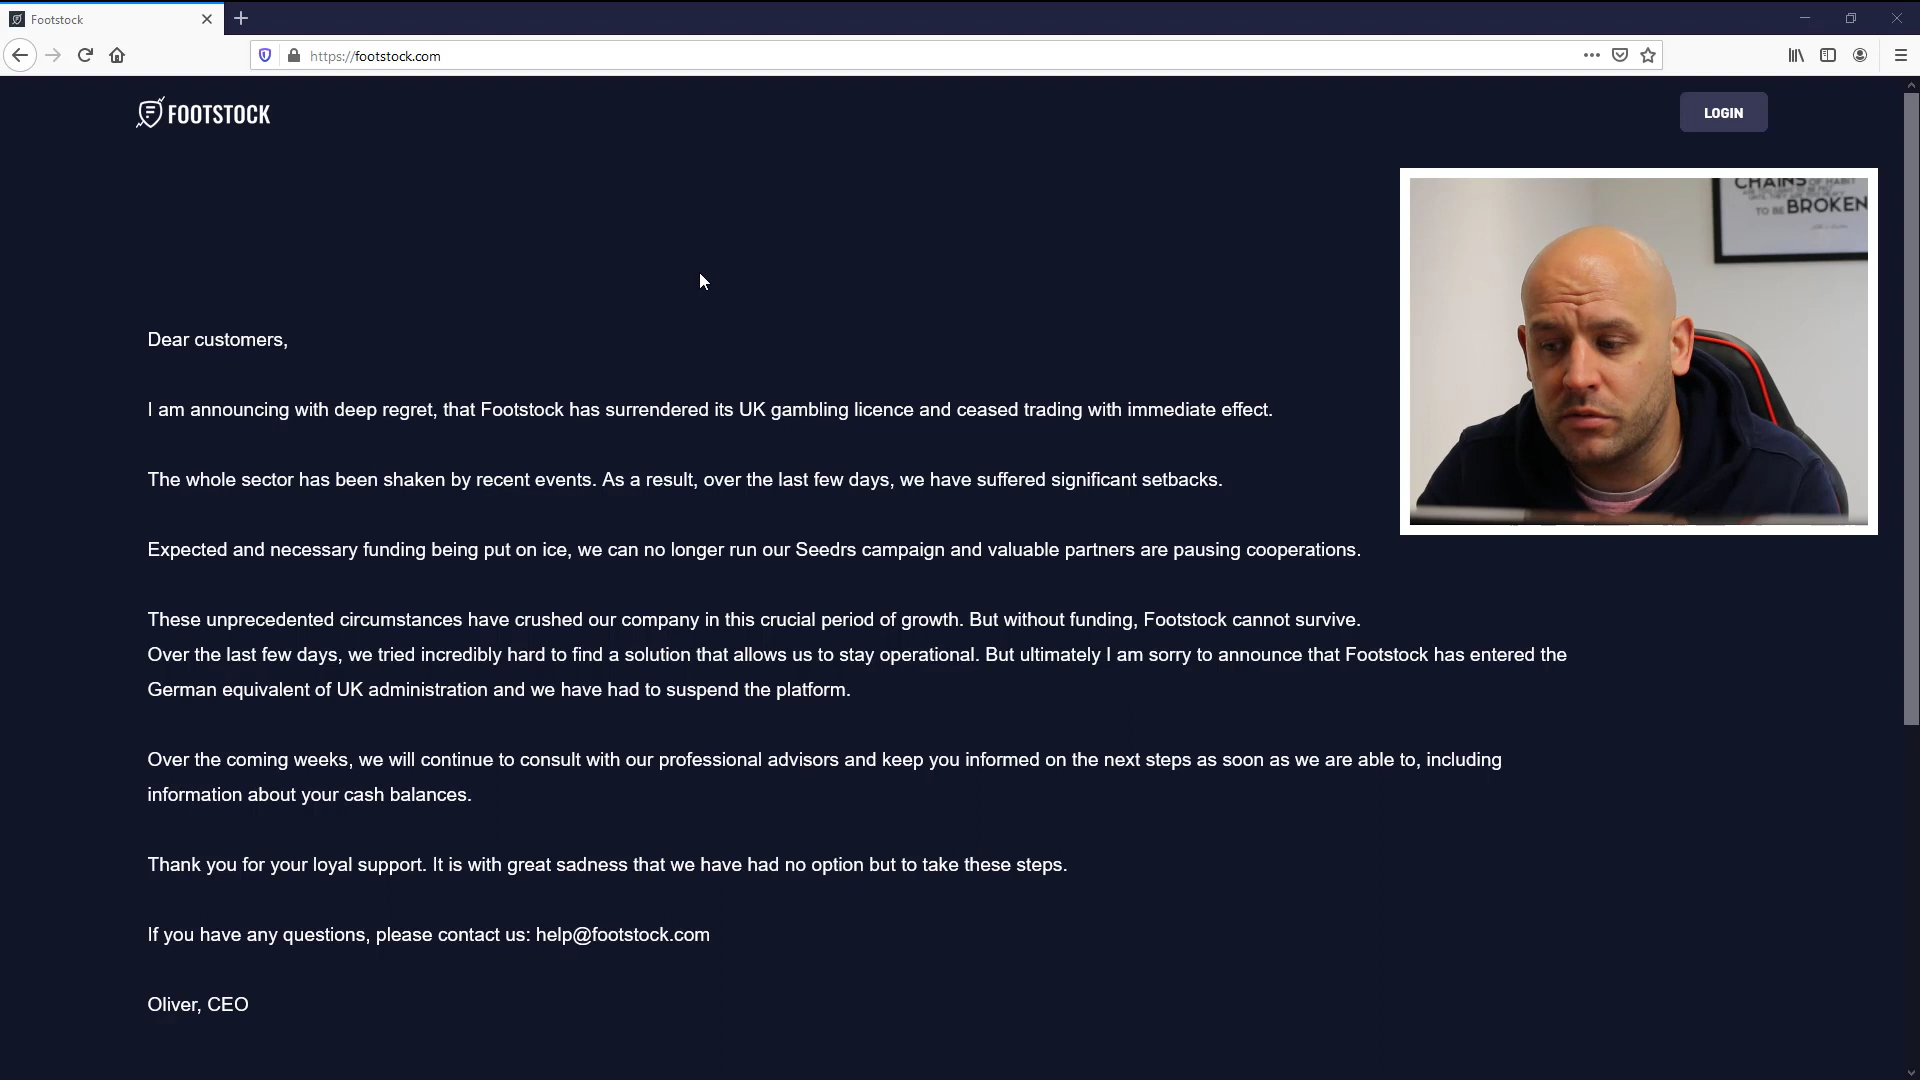 Footstock
https://footstock.com
FOOTSTOCK
LOGIN
CHAINS OF HABIT
TO BE BROKEN
Dear customers,
I am announcing with deep regret, that Footstock has surrendered its UK gambling licence and ceased trading with immediate effect.
The whole sector has been shaken by recent events. As a result, over the last few days, we have suffered significant setbacks.
Expected and necessary funding being put on ice, we can no longer run our Seedrs campaign and valuable partners are pausing cooperations.
These unprecedented circumstances have crushed our company in this crucial period of growth. But without funding, Footstock cannot survive.
Over the last few days, we tried incredibly hard to find a solution that allows us to stay operational. But ultimately I am sorry to announce that Footstock has entered the
German equivalent of UK administration and we have had to suspend the platform.
Over the coming weeks, we will continue to consult with our professional advisors and keep you informed on the next steps as soon as we are able to, including
information about your cash balances.
Thank you for your loyal support. It is with great sadness that we have had no option but to take these steps.
If you have any questions, please contact us: help@footstock.com
Oliver, CEO